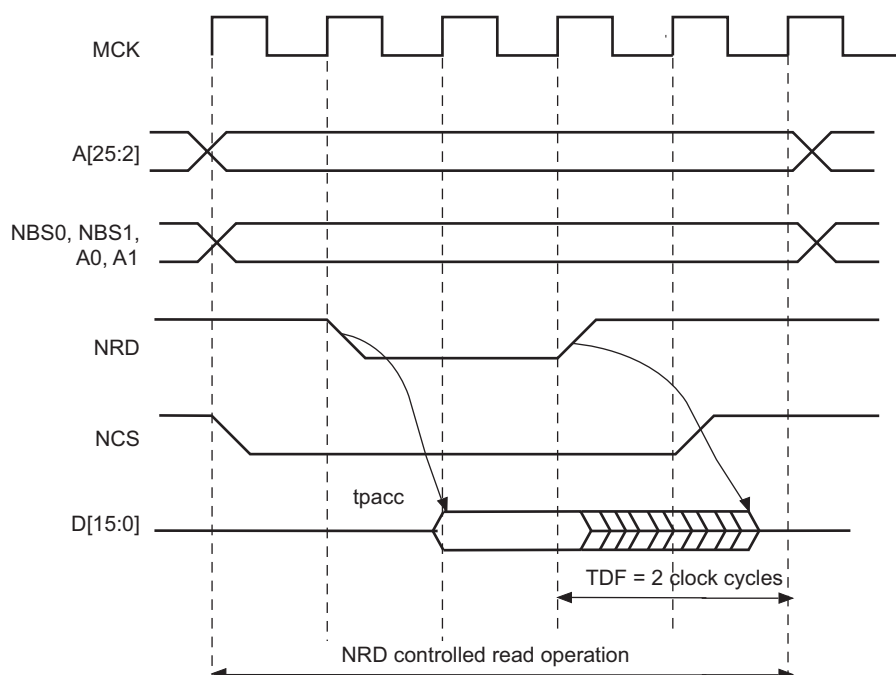 MCK
A[25:2]
NBS0, NBS1,
A0, A1
NRD
NCS
tpacc
D[15:0]
TDF = 2 clock cycles
NRD controlled read operation